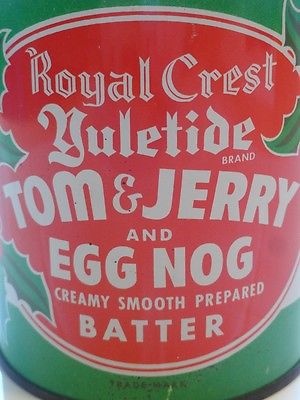 Royal Crest
Yuletide
BRAND
TOM & JERRY
AND
EGG NOG
CREAMY SMOOTH PREPARED
BATTER
TRADE-MARK